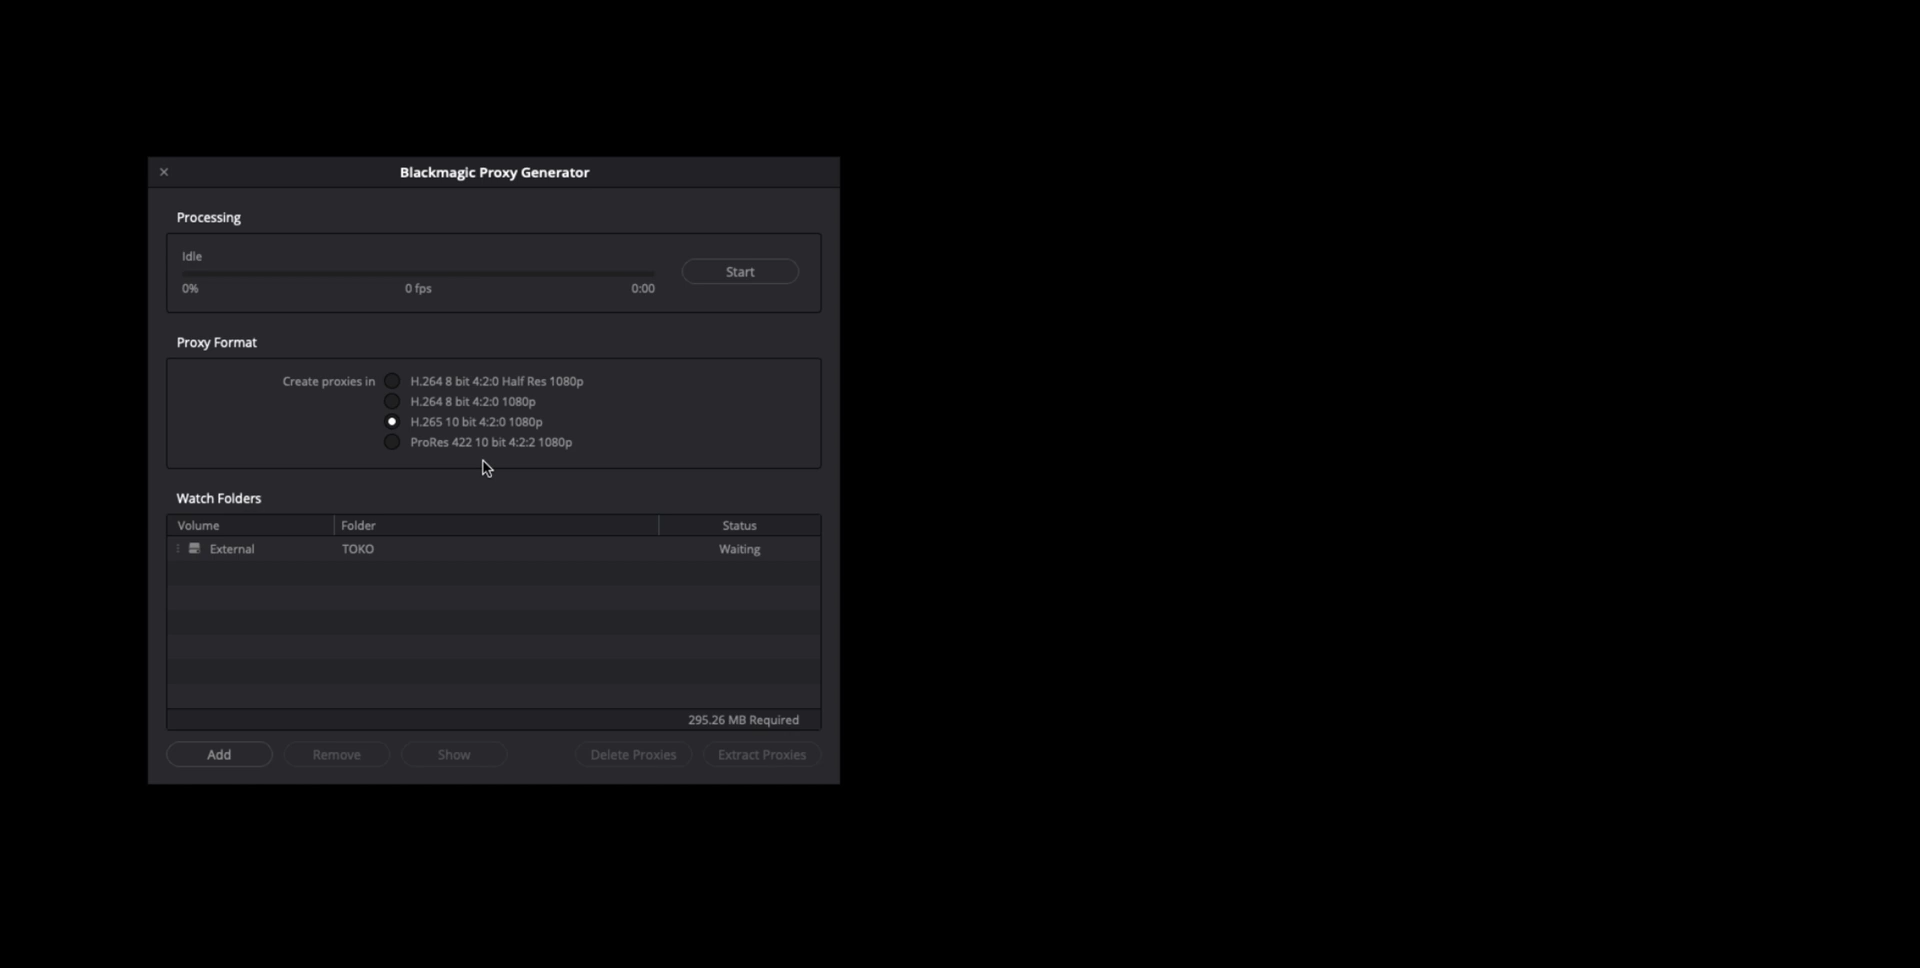 Blackmagic Proxy Generator
Processing
Idle
0% 0 fps 0:00
Start
Proxy Format
Create proxies in H.264 8 bit 4:2:0 Half Res 1080p
H.264 8 bit 4:2:0 1080p
H.265 10 bit 4:2:0 1080p
ProRes 422 10 bit 4:2:2 1080p
Watch Folders
Volume Folder Status
External TOKO Waiting
295.26 MB Required
Add Remove Show Delete Proxies Extract Proxies